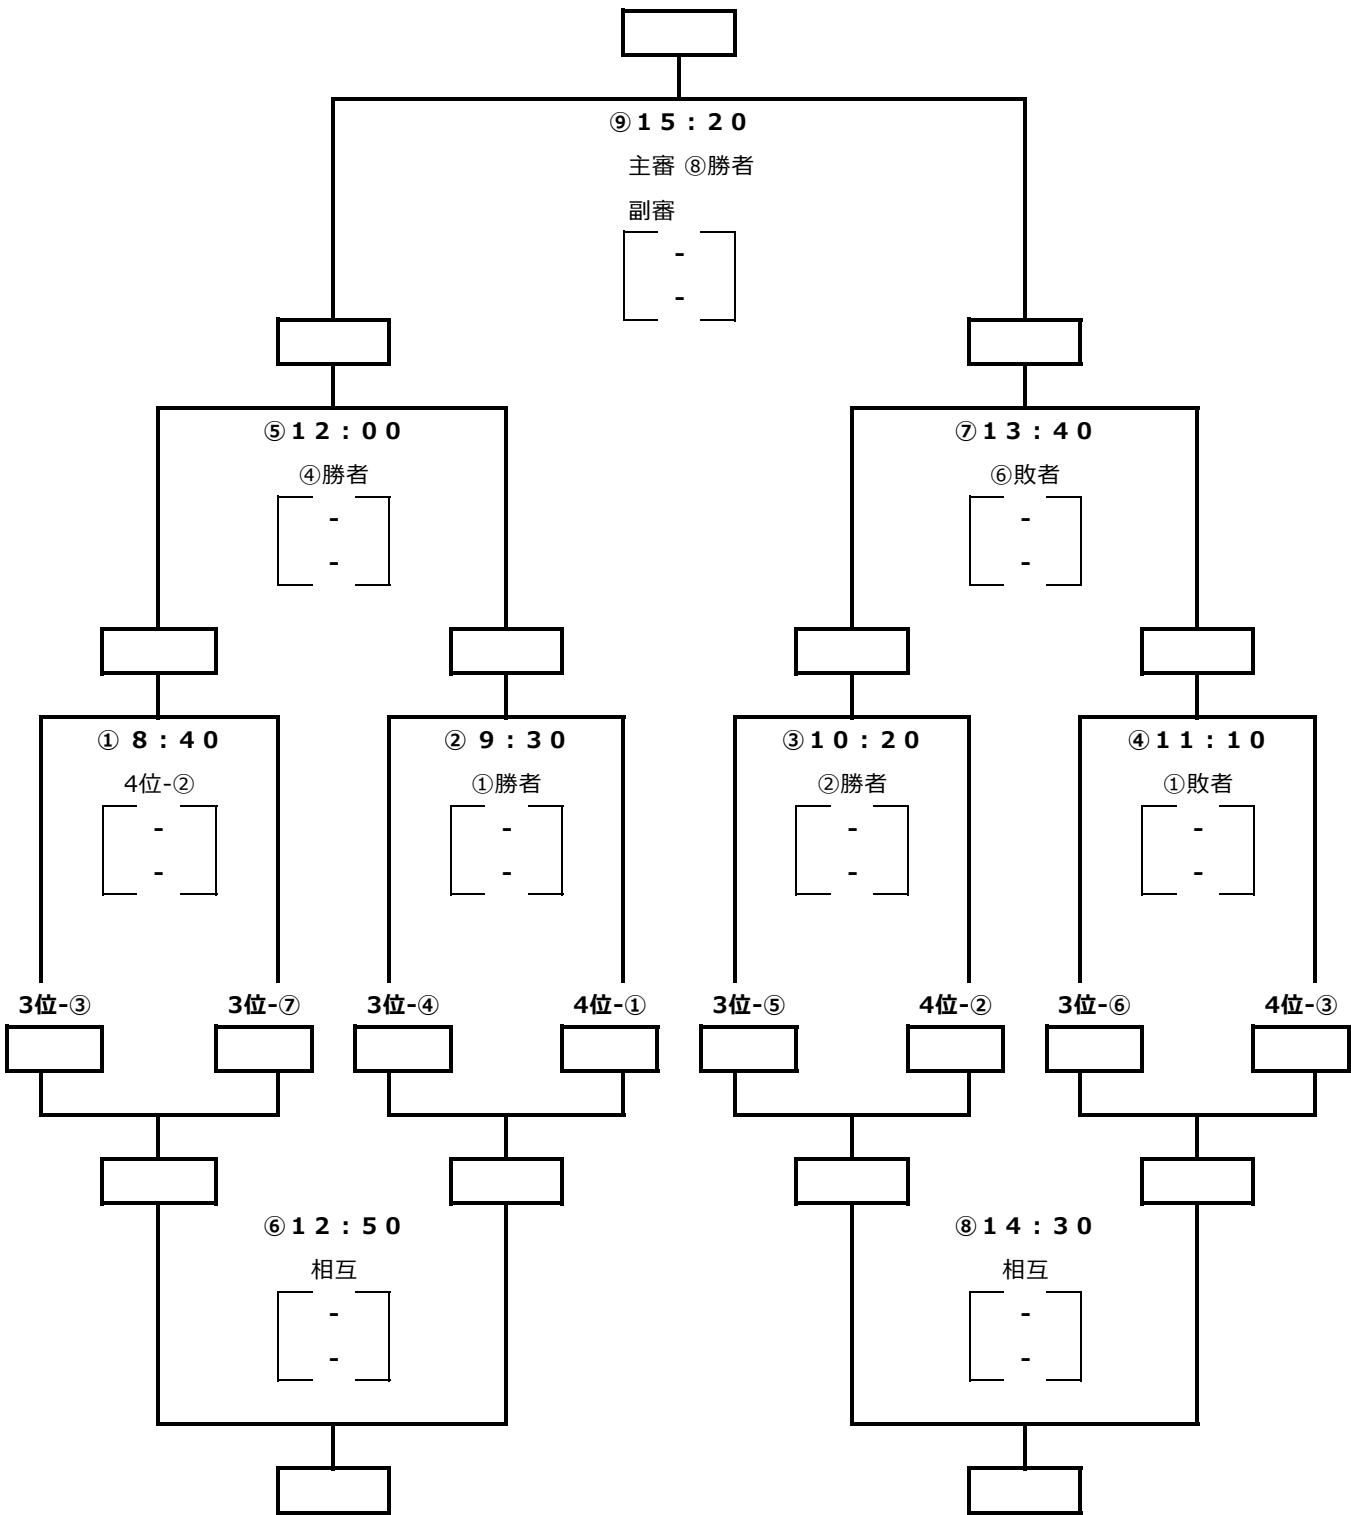 ⑨15：20
主審 ⑧勝者
副審
-
-
⑤12：00
⑦13：40
④勝者
⑥敗者
- -
- -
① 8：40
② 9：30
③10：20
④11：10
4位-②
①勝者
②勝者
①敗者
- - - -
- - - -
3位-③
3位-⑦
3位-④
4位-①
3位-⑤
4位-②
3位-⑥
4位-③
⑥12：50
⑧14：30
相互
相互
- -
- -